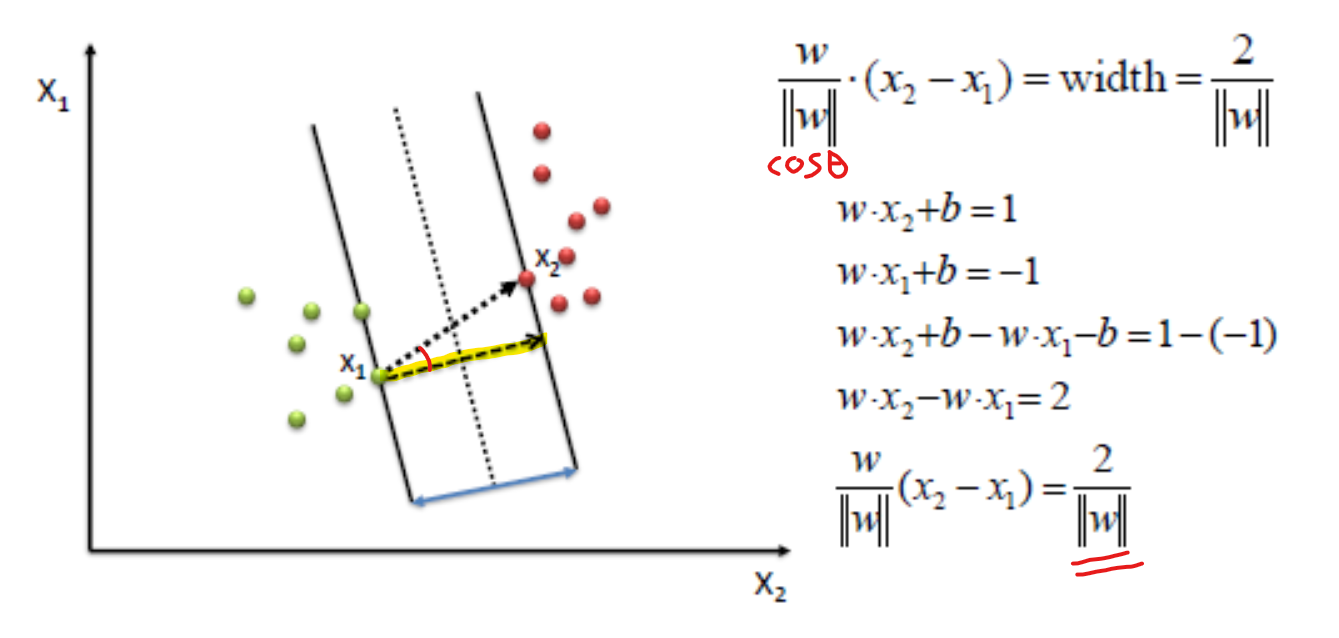 X₁
X₂
X₁
X₂
w/‖w‖ · (x₂ − x₁) = width = 2/‖w‖
cosθ
w·x₂+b = 1
w·x₁+b = −1
w·x₂+b − w·x₁−b = 1−(−1)
w·x₂−w·x₁= 2
w/‖w‖ (x₂ − x₁) = 2/‖w‖